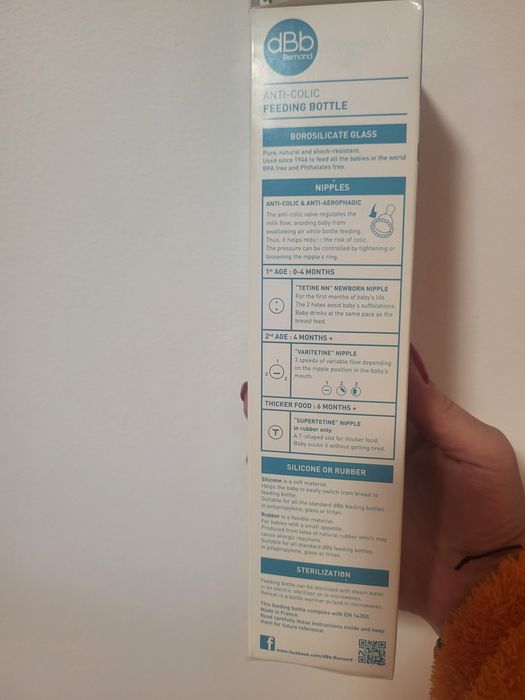 dBb
Remond
ANTI-COLIC
FEEDING BOTTLE
BOROSILICATE GLASS
Pure, natural and shock-resistant.
Used since 1946 to feed all the babies in the world
BPA free and Phthalates free.
NIPPLES
ANTI-COLIC & ANTI-AEROPHAGIC
The anti-colic valve regulates the
milk flow, avoiding baby from
swallowing air while bottle feeding.
Thus, it helps reduce the risk of colic.
The pressure can be controlled by tightening or
loosening the nipple's ring.
1st AGE : 0-4 MONTHS
"TETINE NN" NEWBORN NIPPLE
For the first months of baby's life.
The 2 holes avoid baby's suffocations.
Baby drinks at the same pace as the
breast feed.
2nd AGE : 4 MONTHS +
"VARITETINE" NIPPLE
3 speeds of variable flow depending
on the nipple position in the baby's
mouth.
1
3 2
1 2 3
THICKER FOOD : 6 MONTHS +
"SUPERTETINE" NIPPLE
in rubber only.
A T-shaped slot for thicker food.
Baby sucks it without getting tired.
T
SILICONE OR RUBBER
Silicone is a soft material.
Helps the baby to easily switch from breast to
feeding bottle.
Suitable for all the standard dBb feeding bottles
in polypropylene, glass or tritan.
Rubber is a flexible material.
For babies with a small appetite.
Produced from latex of natural rubber which may
cause allergic reactions.
Suitable for all standard dBb feeding bottles
in polypropylene, glass or tritan.
STERILIZATION
Feeding bottle can be sterilized with steam water
in an electric sterilizer or in microwaves.
Reheat in a bottle warmer or/and in microwaves.
This feeding bottle complies with EN 14350.
Made in France.
Read carefully these instructions inside and keep
them for future reference.
f www.facebook.com/dBb.Remond